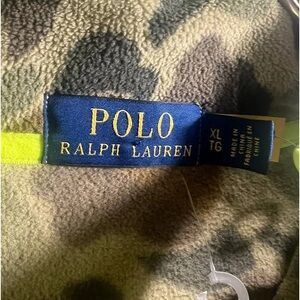 POLO
RALPH LAUREN
XL
TG
MADE IN
CHINA
FABRIQUÉ EN
CHINE